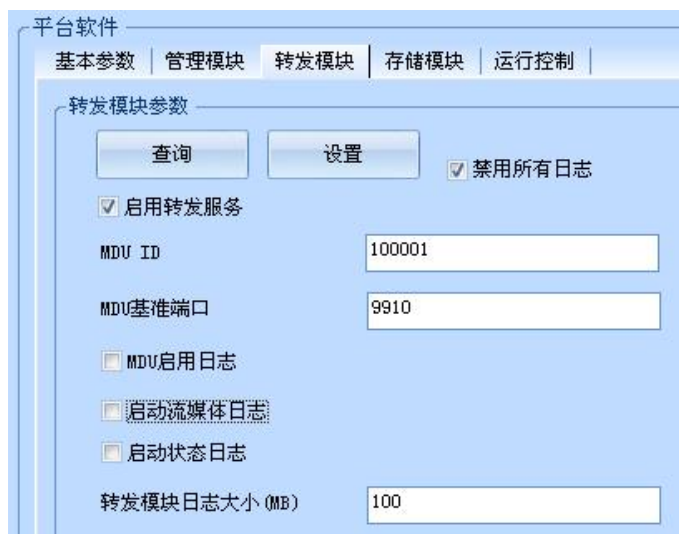 平台软件
基本参数 管理模块 转发模块 存储模块 运行控制
转发模块参数
查询 设置 禁用所有日志
启用转发服务
MDU ID 100001
MDU基准端口 9910
MDU启用日志
启动流媒体日志
启动状态日志
转发模块日志大小(MB) 100